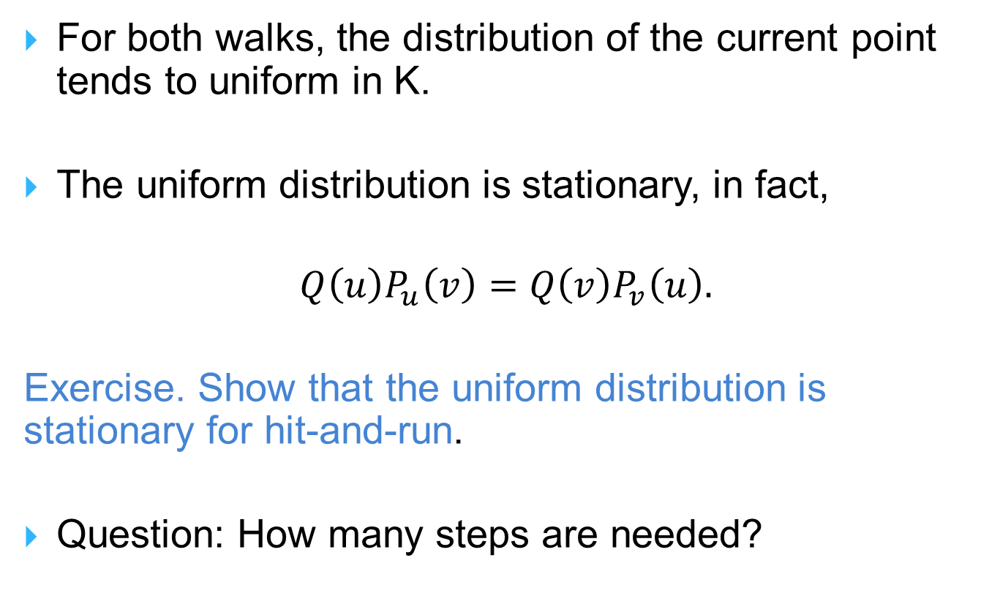 For both walks, the distribution of the current point
tends to uniform in K.
The uniform distribution is stationary, in fact,
Q(u)P_u(v) = Q(v)P_v(u).
Exercise. Show that the uniform distribution is
stationary for hit-and-run.
Question: How many steps are needed?